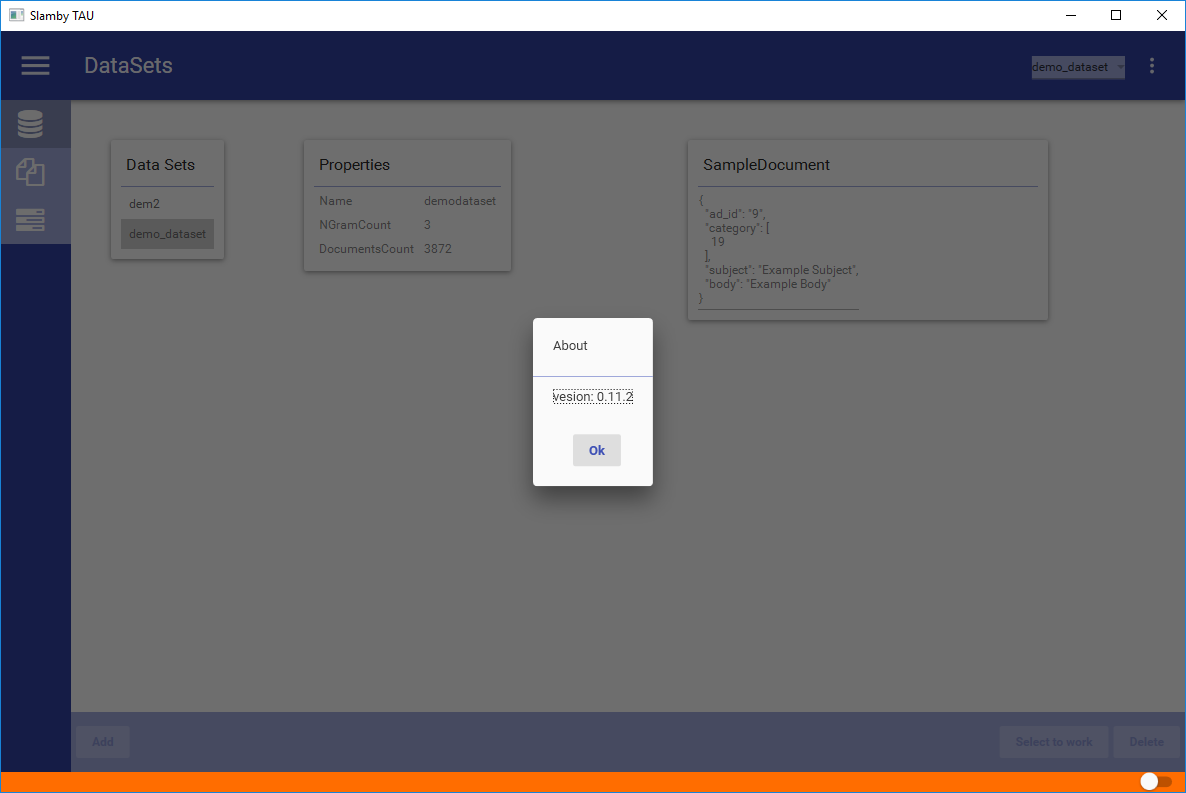 Slamby TAU
DataSets
demo_dataset
Data Sets
dem2
demo_dataset
Properties
Name demodataset
NGramCount 3
DocumentsCount 3872
SampleDocument
{
"ad_id": "9",
"category": [
19
],
"subject": "Example Subject",
"body": "Example Body"
}
About
vesion: 0.11.2
Ok
Add
Select to work
Delete